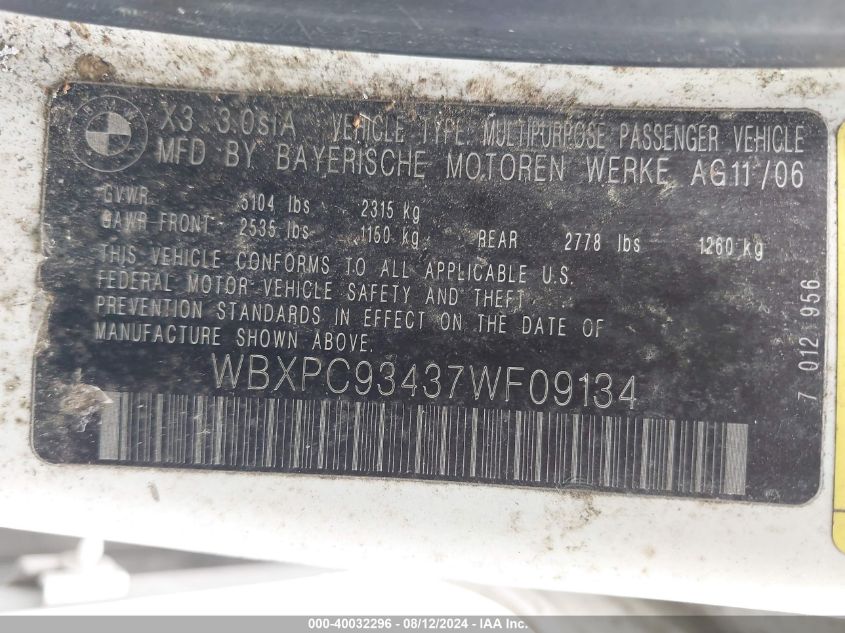 X3 3.0siA VEHICLE TYPE MULTIPURPOSE PASSENGER VEHICLE
MFD BY BAYERISCHE MOTOREN WERKE AG 11/06
GVWR 5104 lbs 2315 kg
GAWR FRONT 2535 lbs 1150 kg REAR 2778 lbs 1260 kg
THIS VEHICLE CONFORMS TO ALL APPLICABLE U.S.
FEDERAL MOTOR VEHICLE SAFETY AND THEFT
PREVENTION STANDARDS IN EFFECT ON THE DATE OF
MANUFACTURE SHOWN ABOVE.
WBXPC93437WF09134
7 012 956
000-40032296 - 08/12/2024 - IAA Inc.